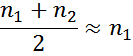 (n₁ + n₂)/2 ≈ n₁